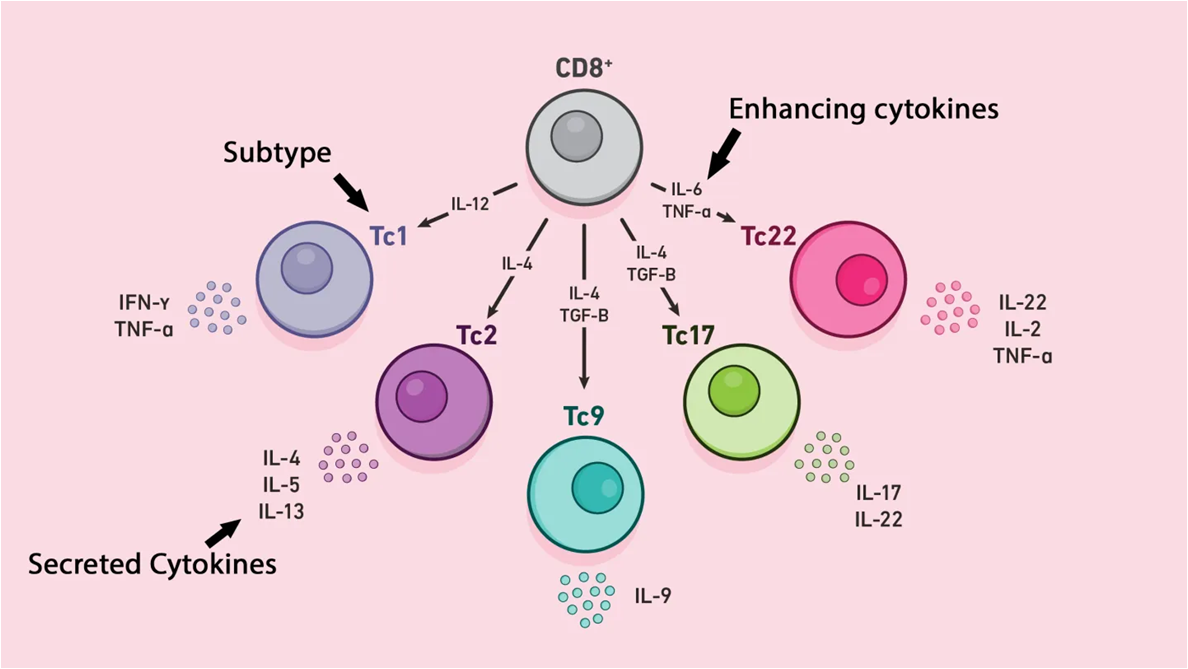 CD8⁺
Enhancing cytokines
Subtype
IL-12
Tc1
IFN-γ
TNF-α
IL-4
Tc2
IL-4
IL-5
IL-13
Secreted Cytokines
IL-4
TGF-B
Tc9
IL-9
IL-4
TGF-B
Tc17
IL-17
IL-22
IL-6
TNF-α
Tc22
IL-22
IL-2
TNF-α